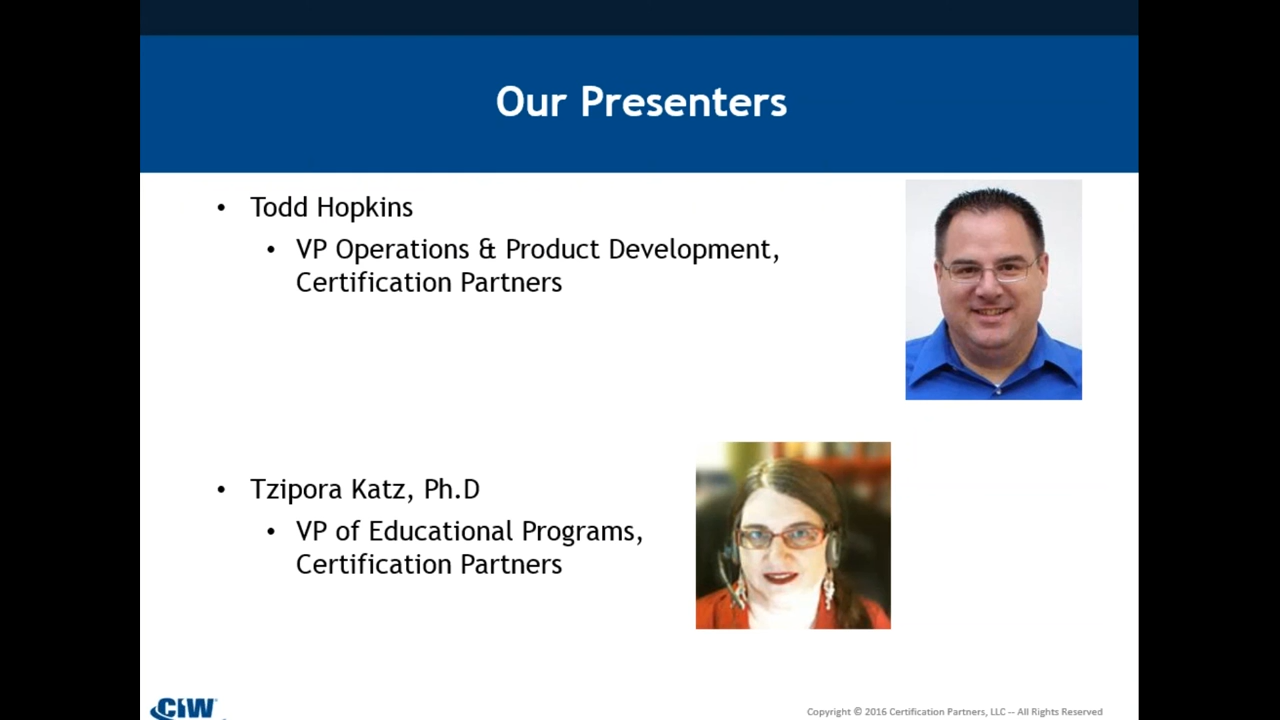 Our Presenters
• Todd Hopkins
• VP Operations & Product Development,
Certification Partners
• Tzipora Katz, Ph.D
• VP of Educational Programs,
Certification Partners
CIW
Copyright © 2016 Certification Partners, LLC -- All Rights Reserved